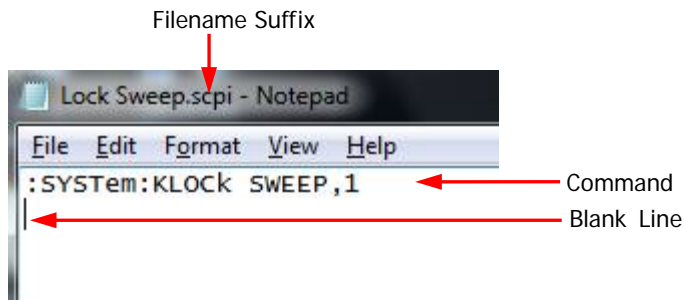 Filename Suffix
Lock Sweep.scpi - Notepad
File Edit Format View Help
:SYSTem:KLOCk SWEEP,1
Command
Blank Line